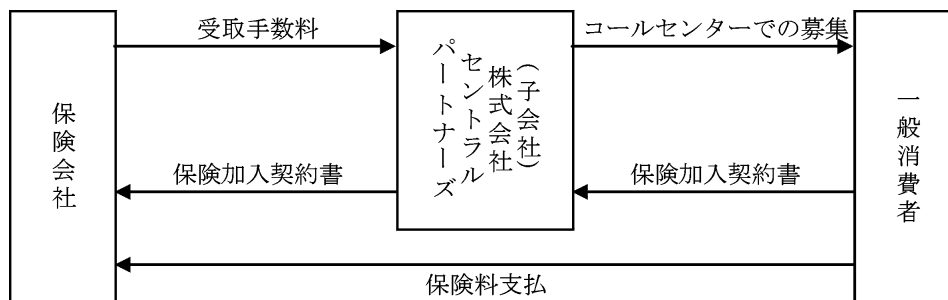 受取手数料
コールセンターでの募集
保険会社
(子会社)
株式会社
セントラル
パートナーズ
一般消費者
保険加入契約書
保険加入契約書
保険料支払